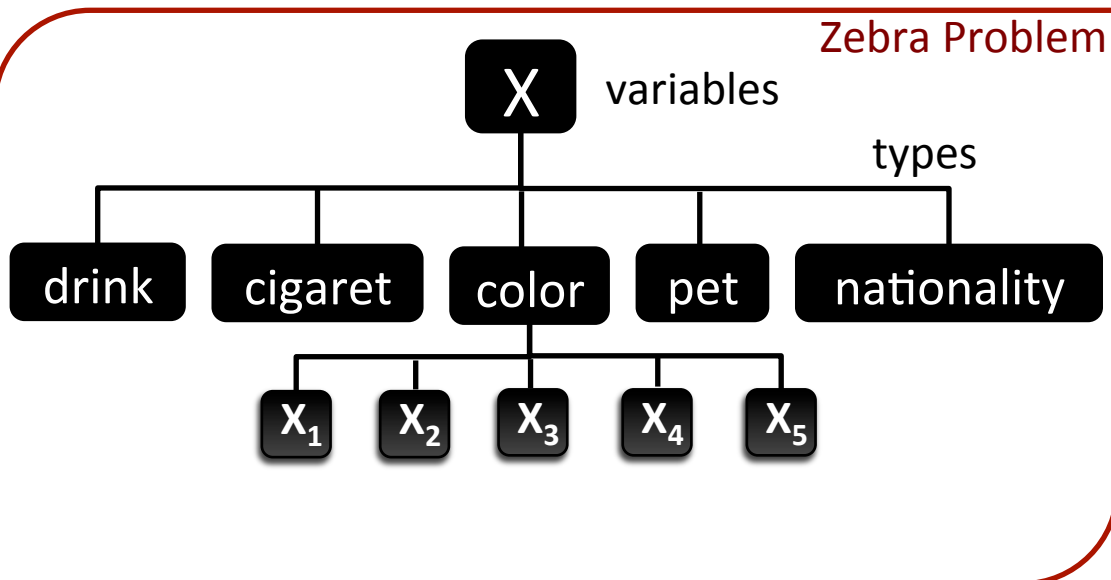 Zebra Problem
X
variables
types
drink
cigaret
color
pet
nationality
X₁
X₂
X₃
X₄
X₅